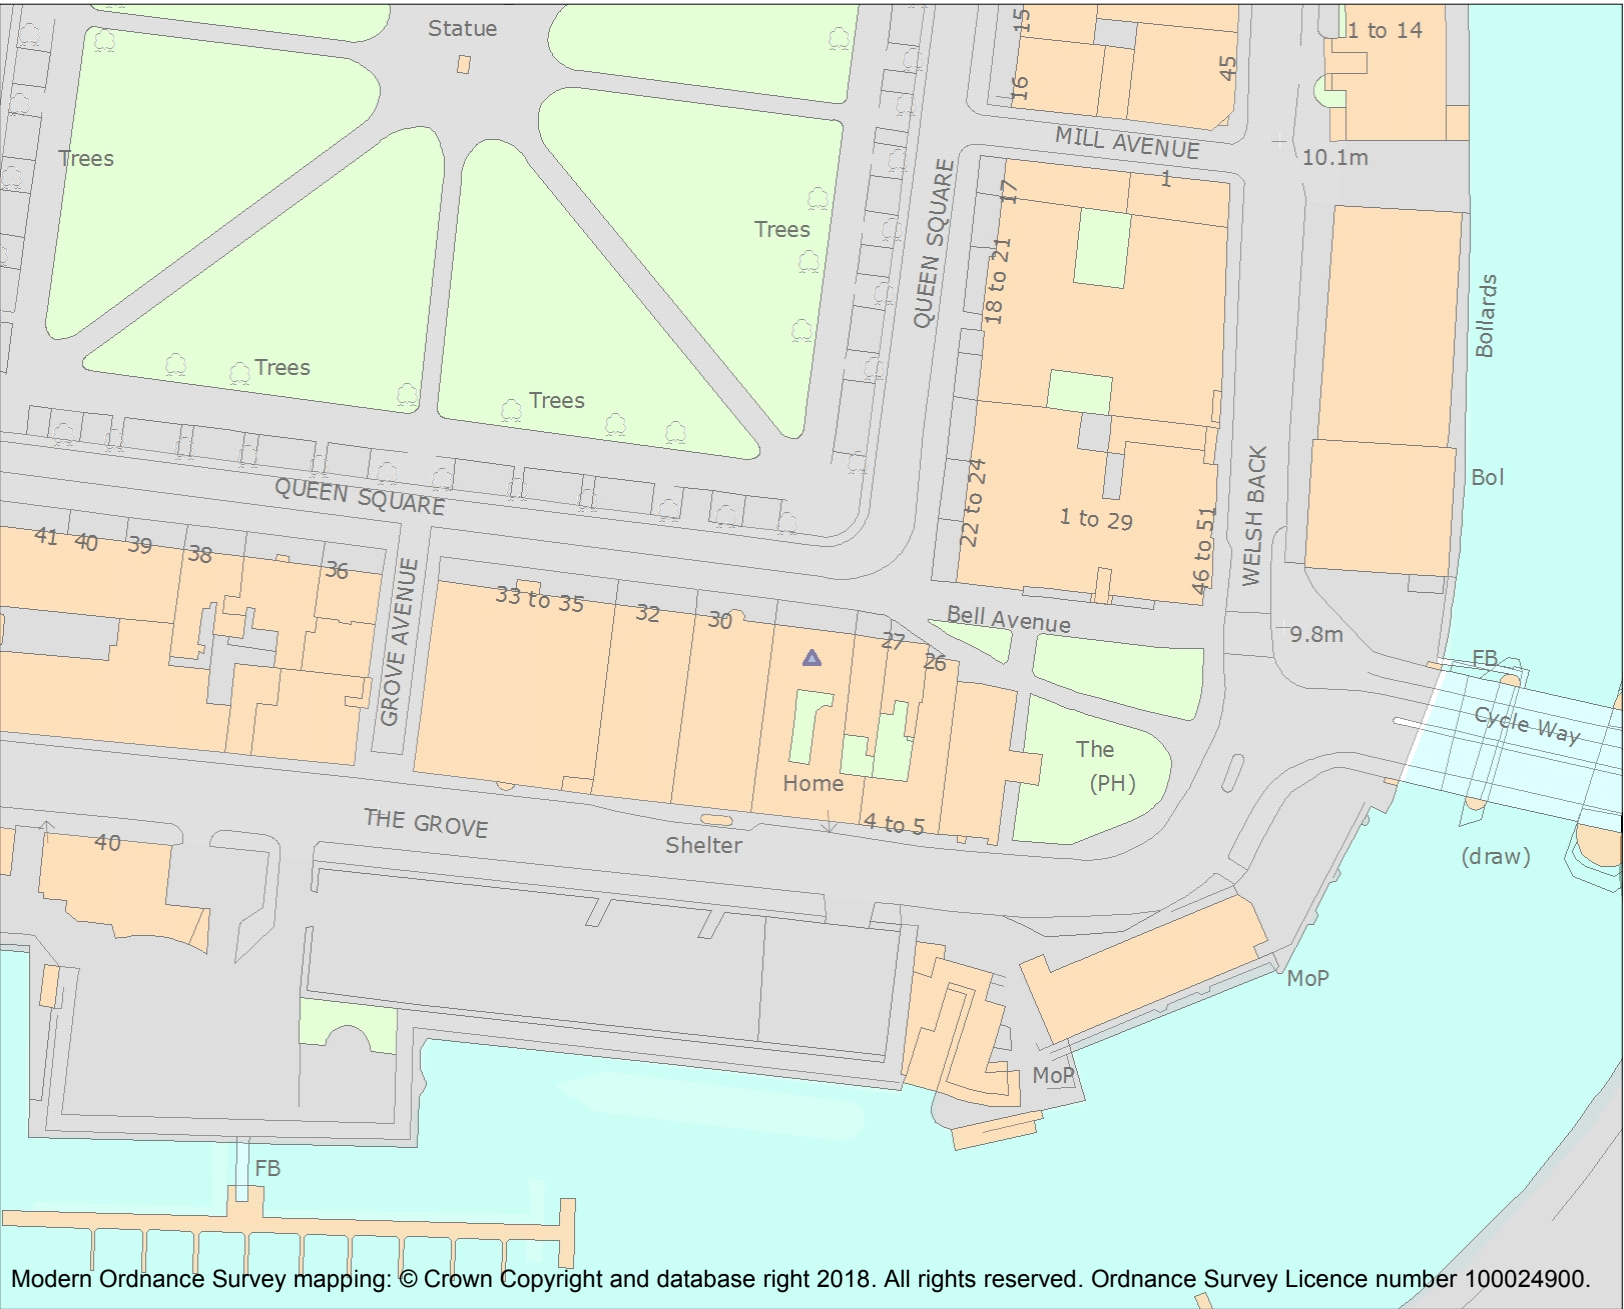 Statue
15
16
45
1 to 14
MILL AVENUE
10.1m
Trees
QUEEN SQUARE
17
1
Trees
18 to 21
Bollards
Trees
Trees
QUEEN SQUARE
22 to 24
1 to 29
46 to 51
WELSH BACK
Bol
41
40
39
38
36
GROVE AVENUE
33 to 35
32
30
27
26
Bell Avenue
9.8m
FB
Cycle Way
The
(PH)
Home
4 to 5
THE GROVE
Shelter
40
(draw)
MoP
MoP
FB
Modern Ordnance Survey mapping: © Crown Copyright and database right 2018. All rights reserved. Ordnance Survey Licence number 100024900.